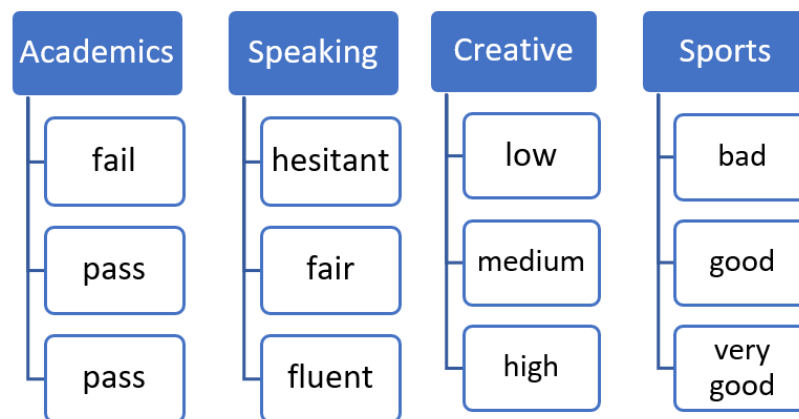 Academics
fail
pass
pass
Speaking
hesitant
fair
fluent
Creative
low
medium
high
Sports
bad
good
very
good